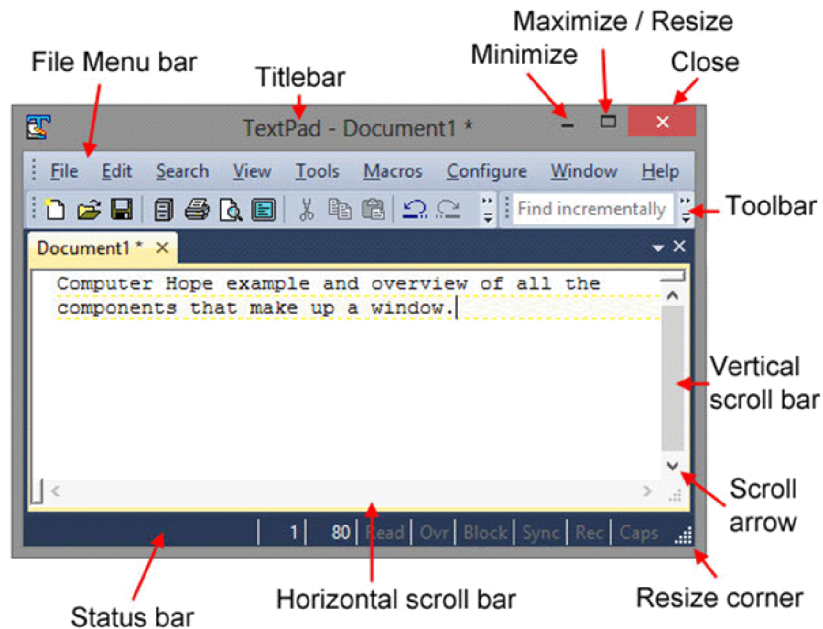 Maximize / Resize
File Menu bar
Titlebar
Minimize
Close
TextPad - Document1 *
File Edit Search View Tools Macros Configure Window Help
Find incrementally
Toolbar
Document1 *
Computer Hope example and overview of all the
components that make up a window.
Vertical
scroll bar
Scroll
arrow
1 80 Read Ovr Block Sync Rec Caps
Status bar
Horizontal scroll bar
Resize corner